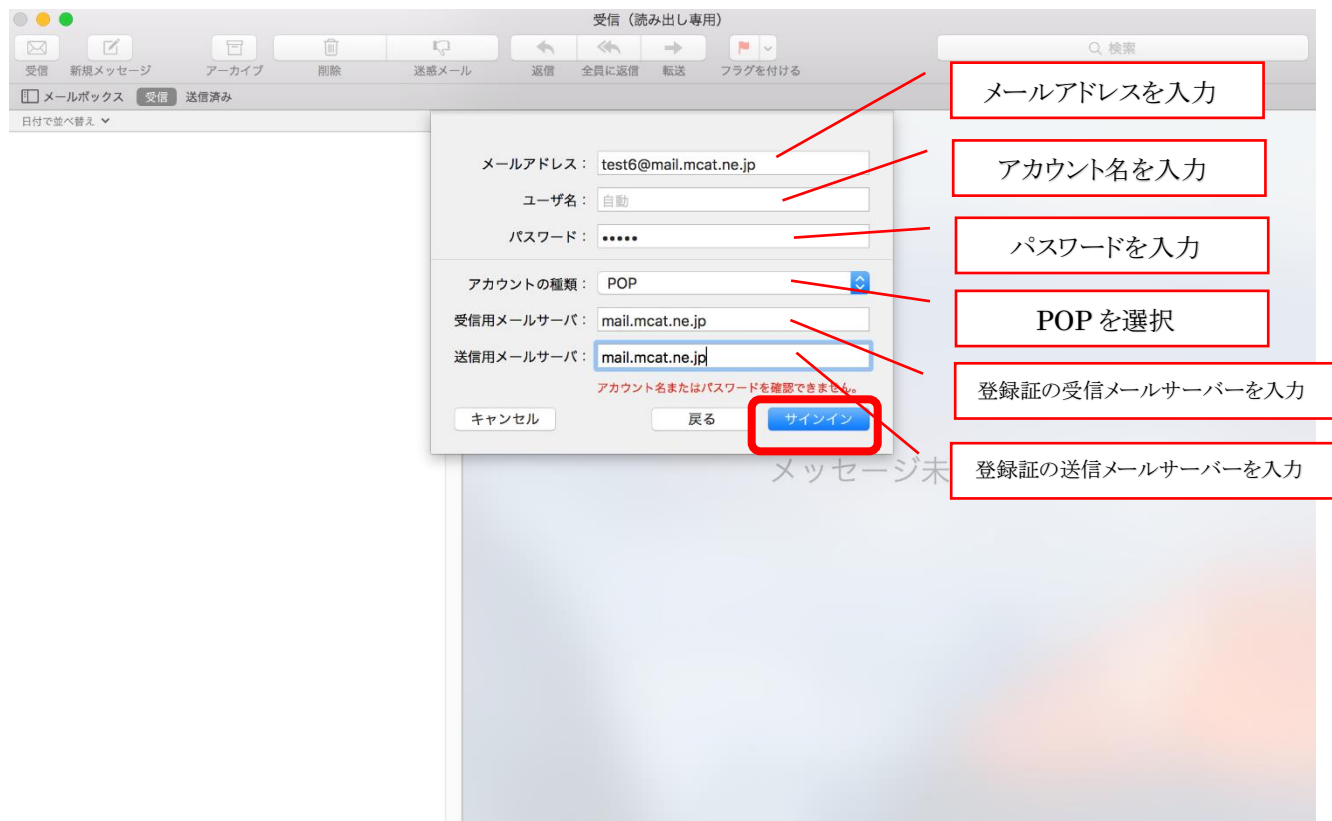 受信（読み出し専用）
受信 新規メッセージ アーカイブ 削除 迷惑メール 返信 全員に返信 転送 フラグを付ける 検索
メールボックス 受信 送信済み
日付で並べ替え
メールアドレスを入力
メールアドレス： test6@mail.mcat.ne.jp
アカウント名を入力
ユーザ名： 自動
パスワード： •••••
パスワードを入力
アカウントの種類： POP
POP を選択
受信用メールサーバ： mail.mcat.ne.jp
送信用メールサーバ： mail.mcat.ne.jp
アカウント名またはパスワードを確認できません。
登録証の受信メールサーバーを入力
キャンセル 戻る サインイン
メッセージ未
登録証の送信メールサーバーを入力